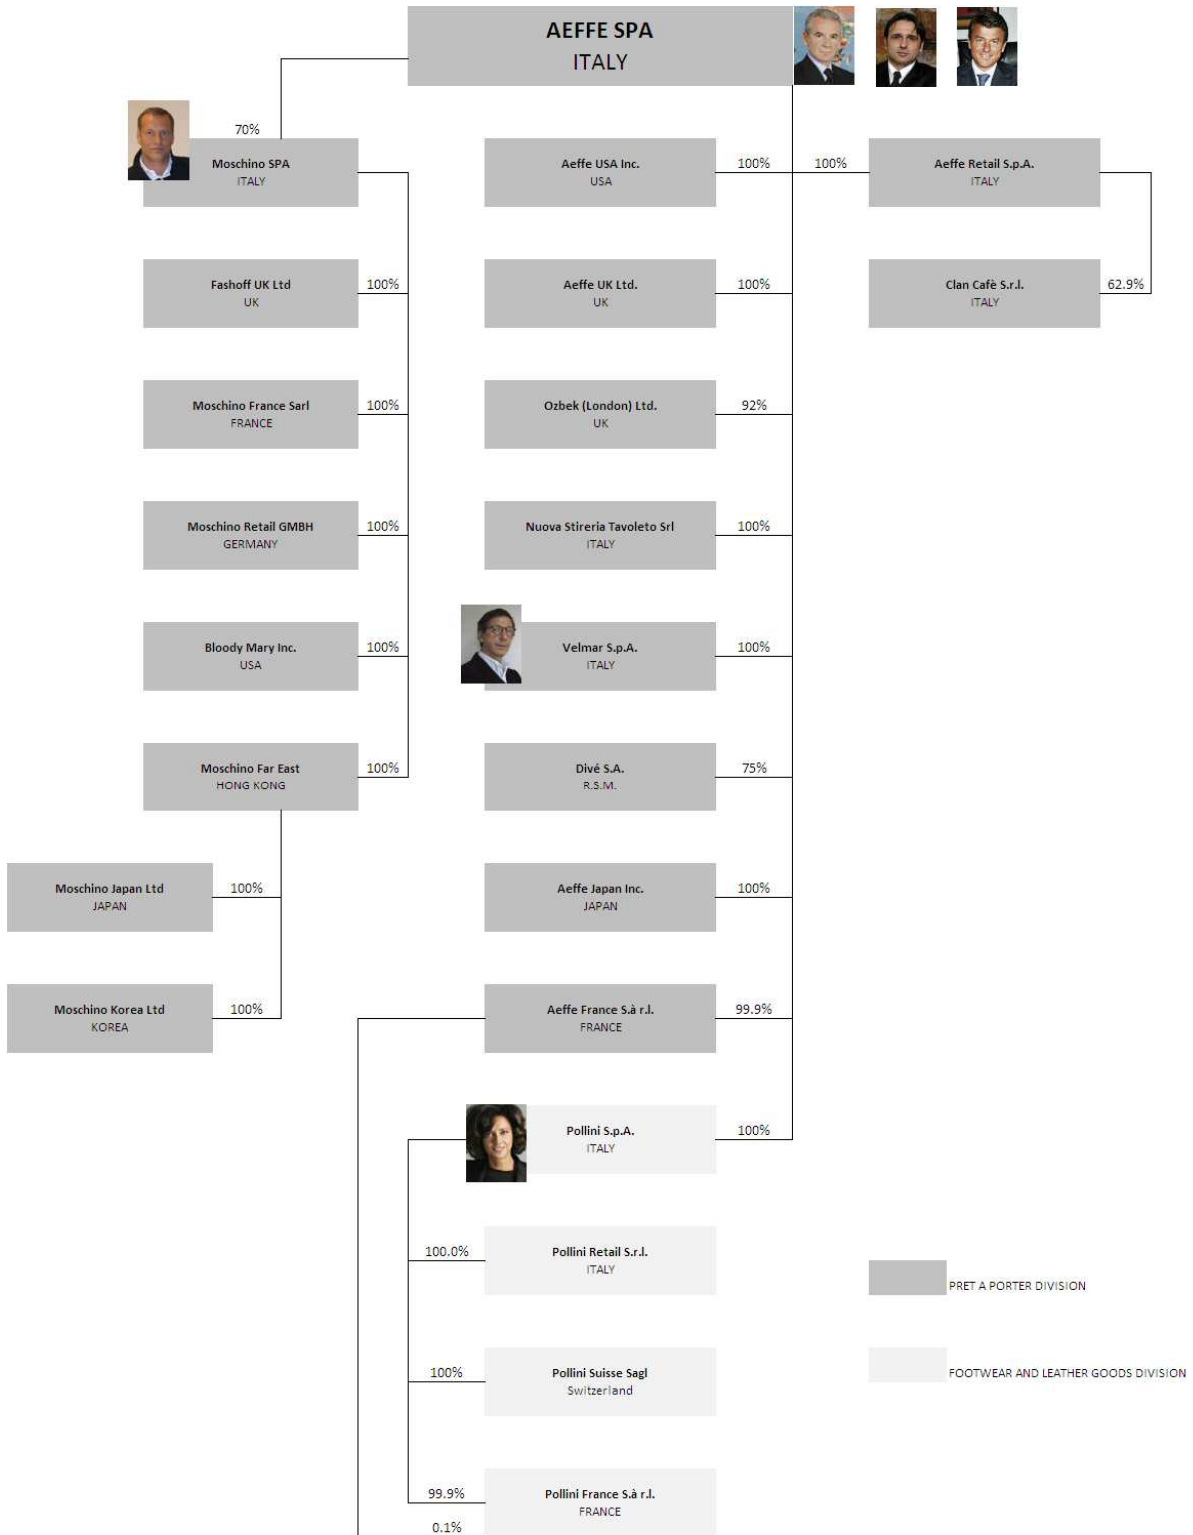 AEFFE SPA
ITALY
70%
Moschino SPA
ITALY
Aeffe USA Inc.
USA
100%
100%
Aeffe Retail S.p.A.
ITALY
Fashoff UK Ltd
UK
100%
Aeffe UK Ltd.
UK
100%
Clan Cafè S.r.l.
ITALY
62.9%
Moschino France Sarl
FRANCE
100%
Ozbek (London) Ltd.
UK
92%
Moschino Retail GMBH
GERMANY
100%
Nuova Stireria Tavoleto Srl
ITALY
100%
Bloody Mary Inc.
USA
100%
Velmar S.p.A.
ITALY
100%
Moschino Far East
HONG KONG
100%
Divé S.A.
R.S.M.
75%
Moschino Japan Ltd
JAPAN
100%
Aeffe Japan Inc.
JAPAN
100%
Moschino Korea Ltd
KOREA
100%
Aeffe France S.à r.l.
FRANCE
99.9%
Pollini S.p.A.
ITALY
100%
100.0%
Pollini Retail S.r.l.
ITALY
PRET A PORTER DIVISION
100%
Pollini Suisse Sagl
Switzerland
FOOTWEAR AND LEATHER GOODS DIVISION
99.9%
Pollini France S.à r.l.
FRANCE
0.1%